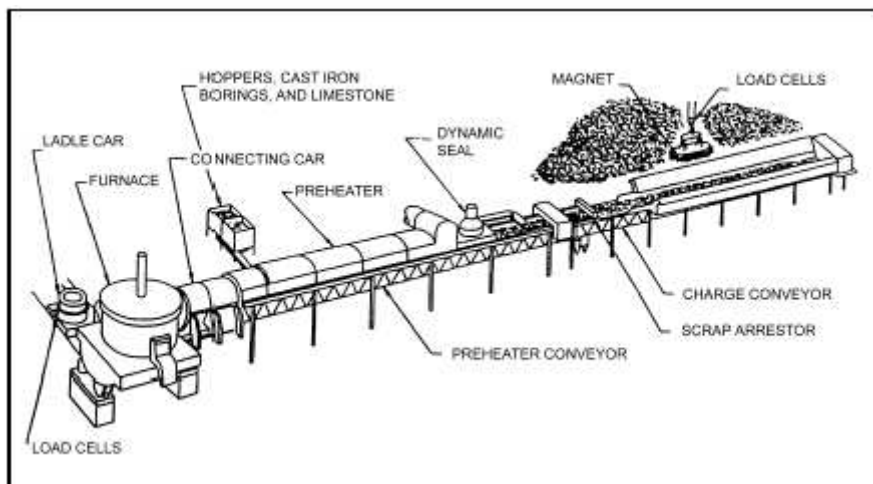 HOPPERS, CAST IRON
BORINGS, AND LIMESTONE
MAGNET
LOAD CELLS
LADLE CAR
DYNAMIC
SEAL
CONNECTING CAR
FURNACE
PREHEATER
CHARGE CONVEYOR
SCRAP ARRESTOR
PREHEATER CONVEYOR
LOAD CELLS